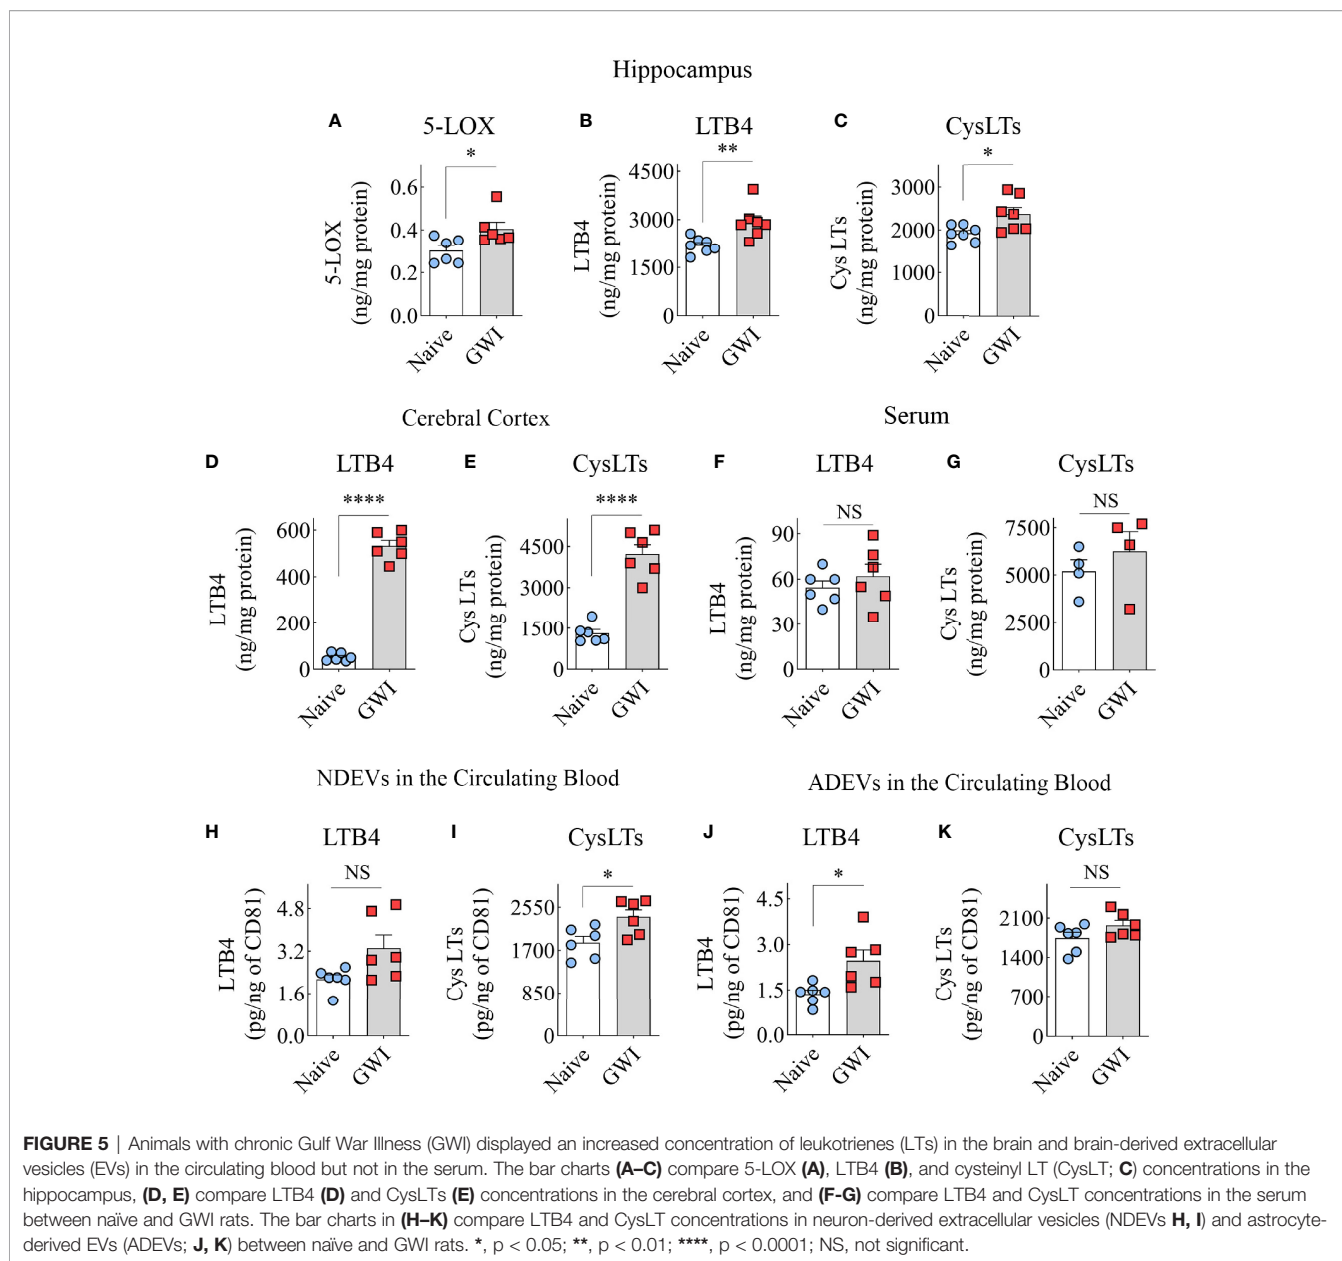 Hippocampus
A 5-LOX
*
5-LOX
(ng/mg protein)
0.6
0.4
0.2
0.0
Naive GWI
B LTB4
**
LTB4
(ng/mg protein)
4500
3000
1500
0
Naive GWI
C CysLTs
*
Cys LTs
(ng/mg protein)
3000
2000
1000
0
Naive GWI
Cerebral Cortex
D LTB4
****
LTB4
(ng/mg protein)
600
400
200
0
Naive GWI
E CysLTs
****
Cys LTs
(ng/mg protein)
4500
3000
1500
0
Naive GWI
Serum
F LTB4
NS
LTB4
(ng/mg protein)
90
60
30
0
Naive GWI
G CysLTs
NS
Cys LTs
(ng/mg protein)
7500
5000
2500
0
Naive GWI
NDEVs in the Circulating Blood
H LTB4
NS
LTB4
(pg/ng of CD81)
4.8
3.2
1.6
0.0
Naive GWI
I CysLTs
*
Cys LTs
(pg/ng of CD81)
2550
1700
850
0
Naive GWI
ADEVs in the Circulating Blood
J LTB4
*
LTB4
(pg/ng of CD81)
4.5
3.0
1.5
0.0
Naive GWI
K CysLTs
NS
Cys LTs
(pg/ng of CD81)
2100
1400
700
0
Naive GWI
FIGURE 5 | Animals with chronic Gulf War Illness (GWI) displayed an increased concentration of leukotrienes (LTs) in the brain and brain-derived extracellular
vesicles (EVs) in the circulating blood but not in the serum. The bar charts (A–C) compare 5-LOX (A), LTB4 (B), and cysteinyl LT (CysLT; C) concentrations in the
hippocampus, (D, E) compare LTB4 (D) and CysLTs (E) concentrations in the cerebral cortex, and (F-G) compare LTB4 and CysLT concentrations in the serum
between naïve and GWI rats. The bar charts in (H–K) compare LTB4 and CysLT concentrations in neuron-derived extracellular vesicles (NDEVs H, I) and astrocyte-
derived EVs (ADEVs; J, K) between naïve and GWI rats. *, p < 0.05; **, p < 0.01; ****, p < 0.0001; NS, not significant.